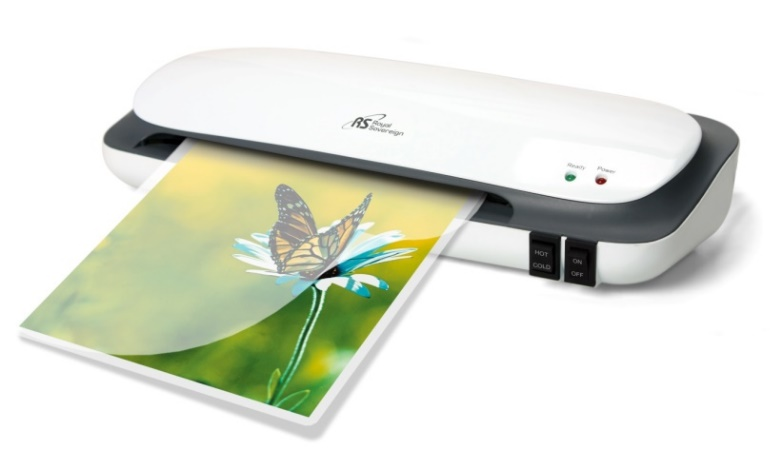 RS Royal
Sovereign
Ready Power
HOT
COLD
ON
OFF